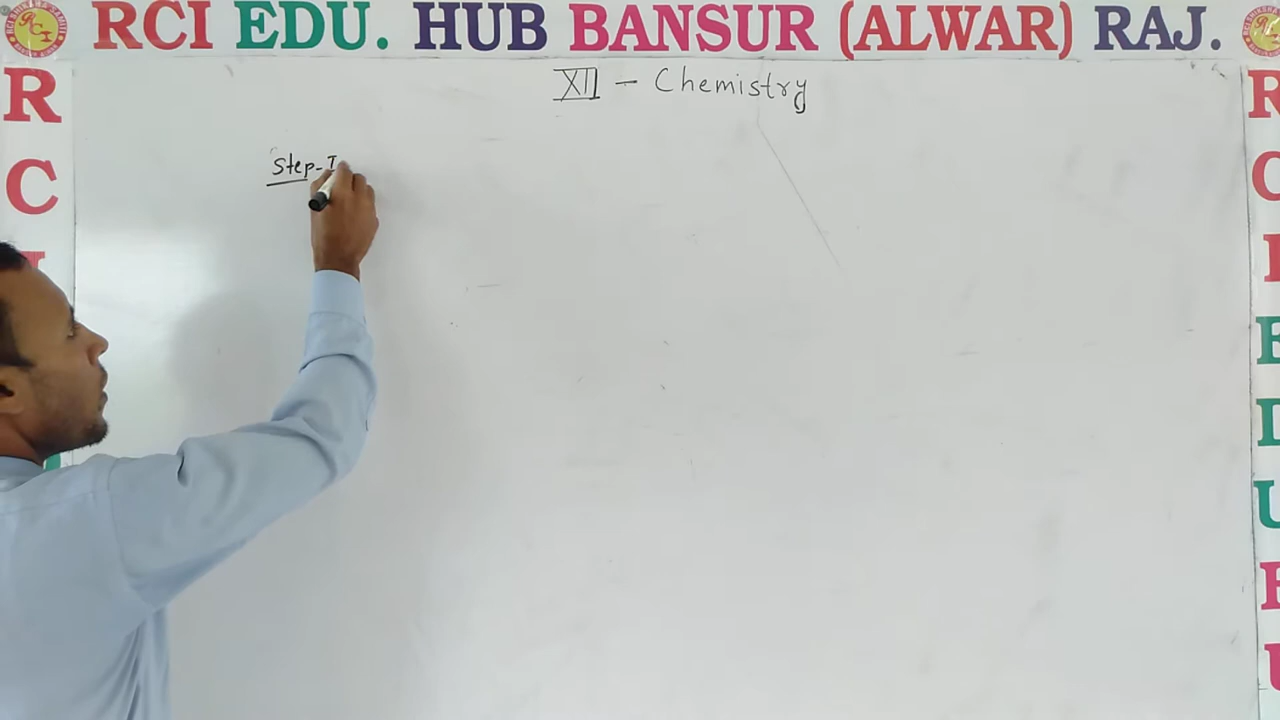 RCI EDU. HUB BANSUR (ALWAR) RAJ.
XII - Chemistry
Step-I
R
C
I
R
C
I
E
D
U
H
U